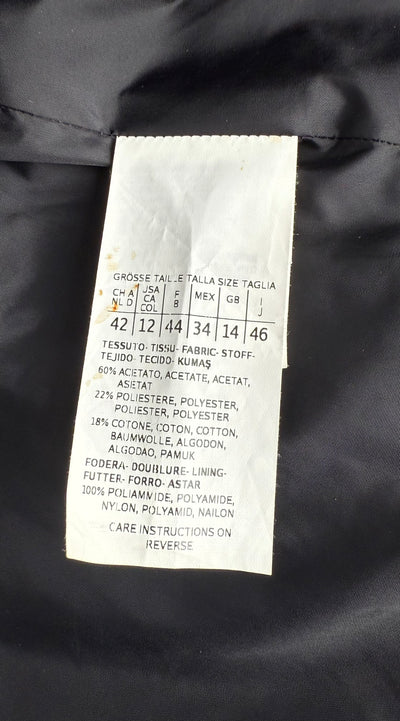 GRÖSSE TAILLE TALLA SIZE TAGLIA
CH A NL D USA CA COL F B MEX GB I J
42 12 44 34 14 46
TESSUTO- TISSU- FABRIC- STOFF-
TEJIDO- TECIDO- KUMAŞ
60% ACETATO, ACETATE, ACETAT,
ASETAT
22% POLIESTERE, POLYESTER,
POLIESTER, POLYESTER
18% COTONE, COTON, COTTON,
BAUMWOLLE, ALGODON,
ALGODAO, PAMUK
FODERA- DOUBLURE- LINING-
FUTTER- FORRO- ASTAR
100% POLIAMMIDE, POLYAMIDE,
NYLON, POLYAMID, NAILON
CARE INSTRUCTIONS ON
REVERSE